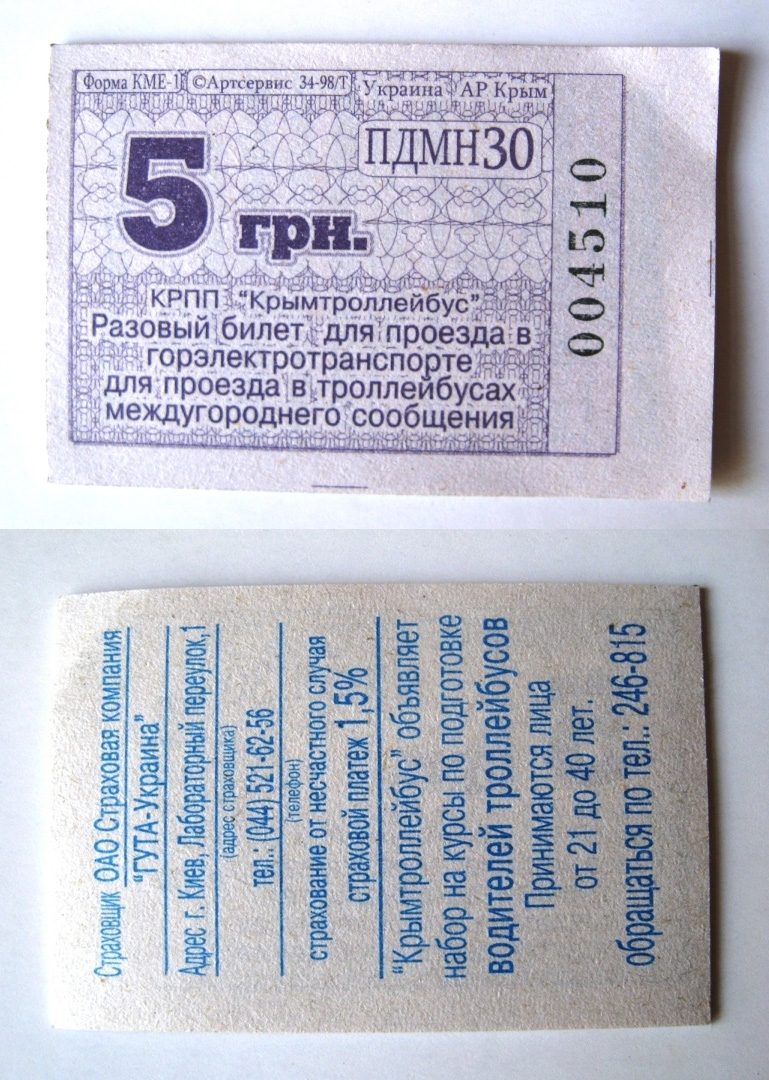 Форма КМЕ-1
©Артсервис 34-98/Т
Украина АР Крым
ПДМН30
5 грн.
КРПП "Крымтроллейбус"
Разовый билет для проезда в
горэлектротранспорте
для проезда в троллейбусах
междугороднего сообщения
004510
Страховщик ОАО Страховая компания
"ГУТА-Украина"
Адрес г. Киев, Лабораторный переулок,1
(адрес страховщика)
тел.: (044) 521-62-56
(телефон)
страхование от несчастного случая
страховой платеж 1,5%
"Крымтроллейбус" объявляет
набор на курсы по подготовке
водителей троллейбусов
Принимаются лица
от 21 до 40 лет.
обращаться по тел.: 246-815